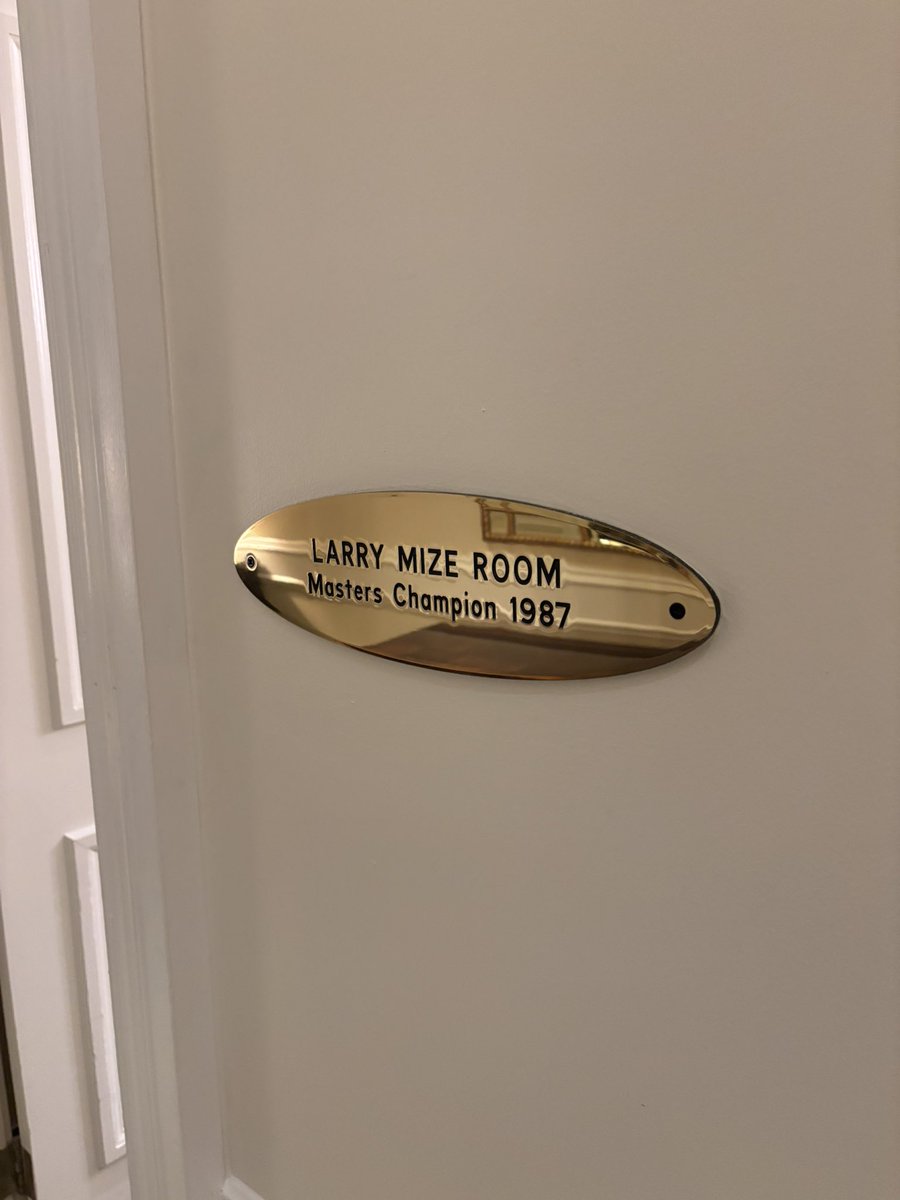 LARRY MIZE ROOM
Masters Champion 1987